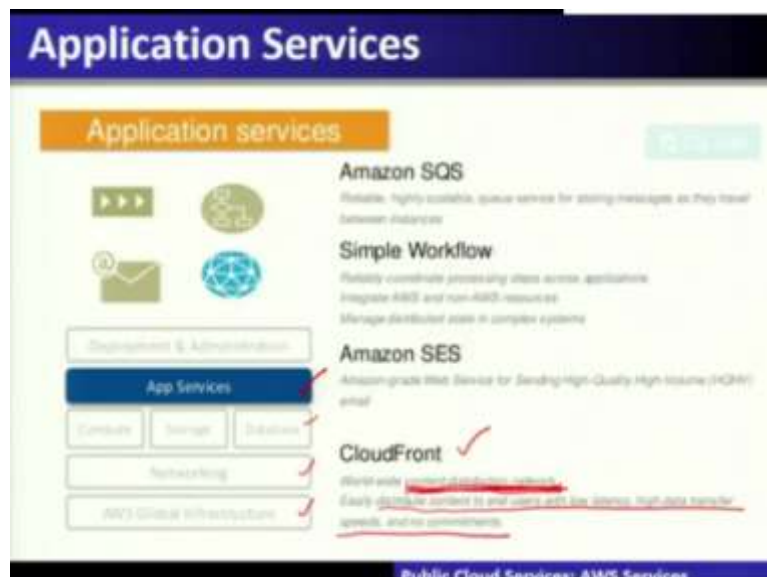 Application Services
Application services
Amazon SQS
Reliable, highly scalable, queue service for storing messages as they travel
between instances
Simple Workflow
Reliably coordinate processing steps across applications
Integrate AWS and non-AWS resources
Manage distributed state in complex systems
Amazon SES
Amazon-grade Web Service for Sending High-Quality High-Volume (HQHV)
email
CloudFront
World-wide content distribution network
Easily distribute content to end users with low latency, high data transfer
speeds, and no commitments.
@
Deployment & Administration
App Services
Compute Storage Database
Networking
AWS Global Infrastructure
Public Cloud Services: AWS Services